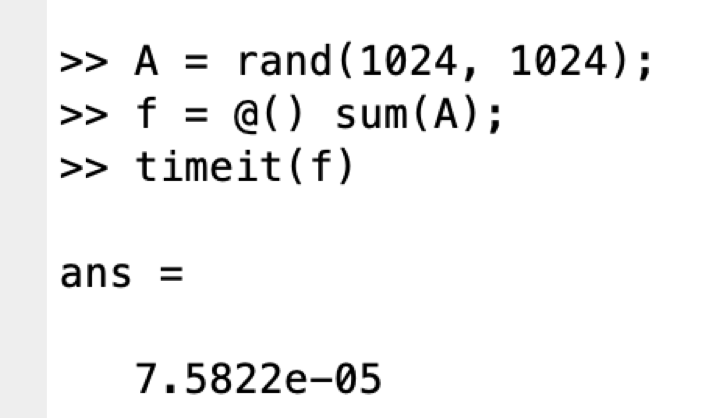 >> A = rand(1024, 1024);
>> f = @() sum(A);
>> timeit(f)
ans =
7.5822e-05